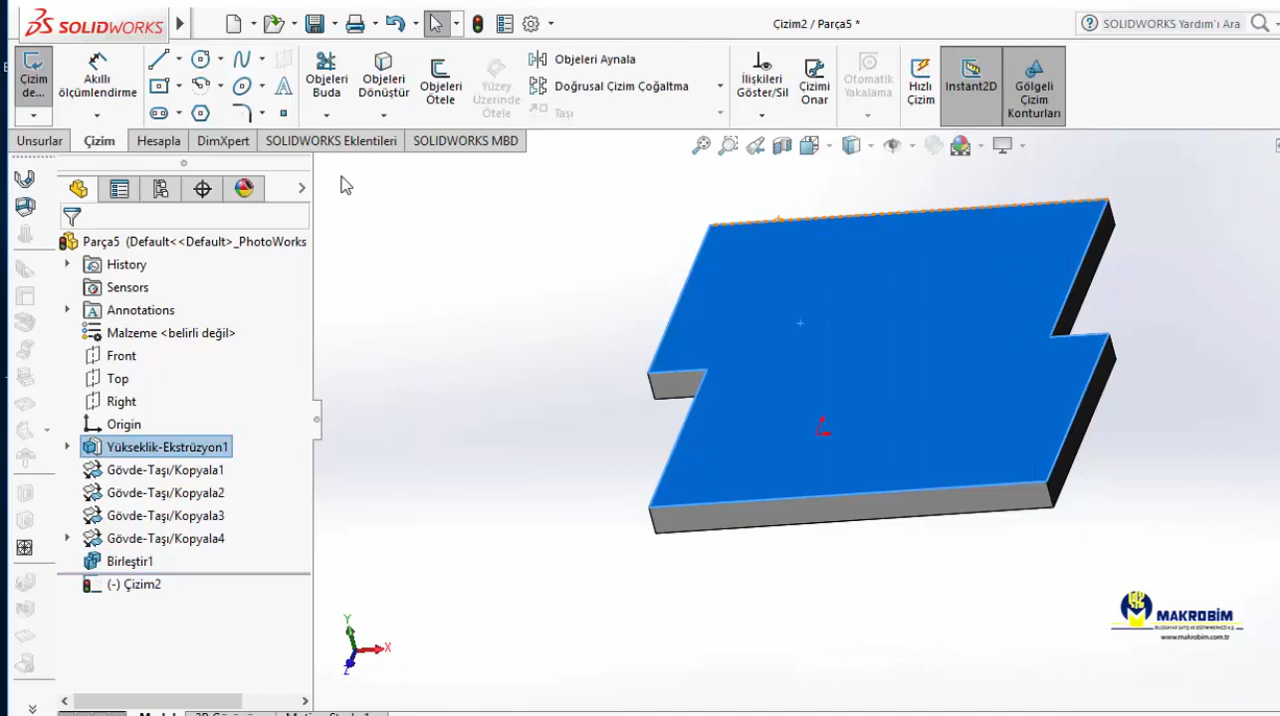 SOLIDWORKS
Çizim2 / Parça5 *
SOLIDWORKS Yardım'ı Ara
Çizim de...
Akıllı ölçümlendirme
Objeleri Buda
Objeleri Dönüştür
Objeleri Ötele
Yüzey Üzerinde Ötele
Objeleri Aynala
Doğrusal Çizim Çoğaltma
Taşı
İlişkileri Göster/Sil
Çizimi Onar
Otomatik Yakalama
Hızlı Çizim
Instant2D
Gölgeli Çizim Konturları
Unsurlar
Çizim
Hesapla
DimXpert
SOLIDWORKS Eklentileri
SOLIDWORKS MBD
Parça5 (Default<<Default>_PhotoWorks
History
Sensors
Annotations
Malzeme <belirli değil>
Front
Top
Right
Origin
Yükseklik-Ekstrüzyon1
Gövde-Taşı/Kopyala1
Gövde-Taşı/Kopyala2
Gövde-Taşı/Kopyala3
Gövde-Taşı/Kopyala4
Birleştir1
(-) Çizim2
Y
X
Z
MAKROBİM
www.makrobim.com.tr